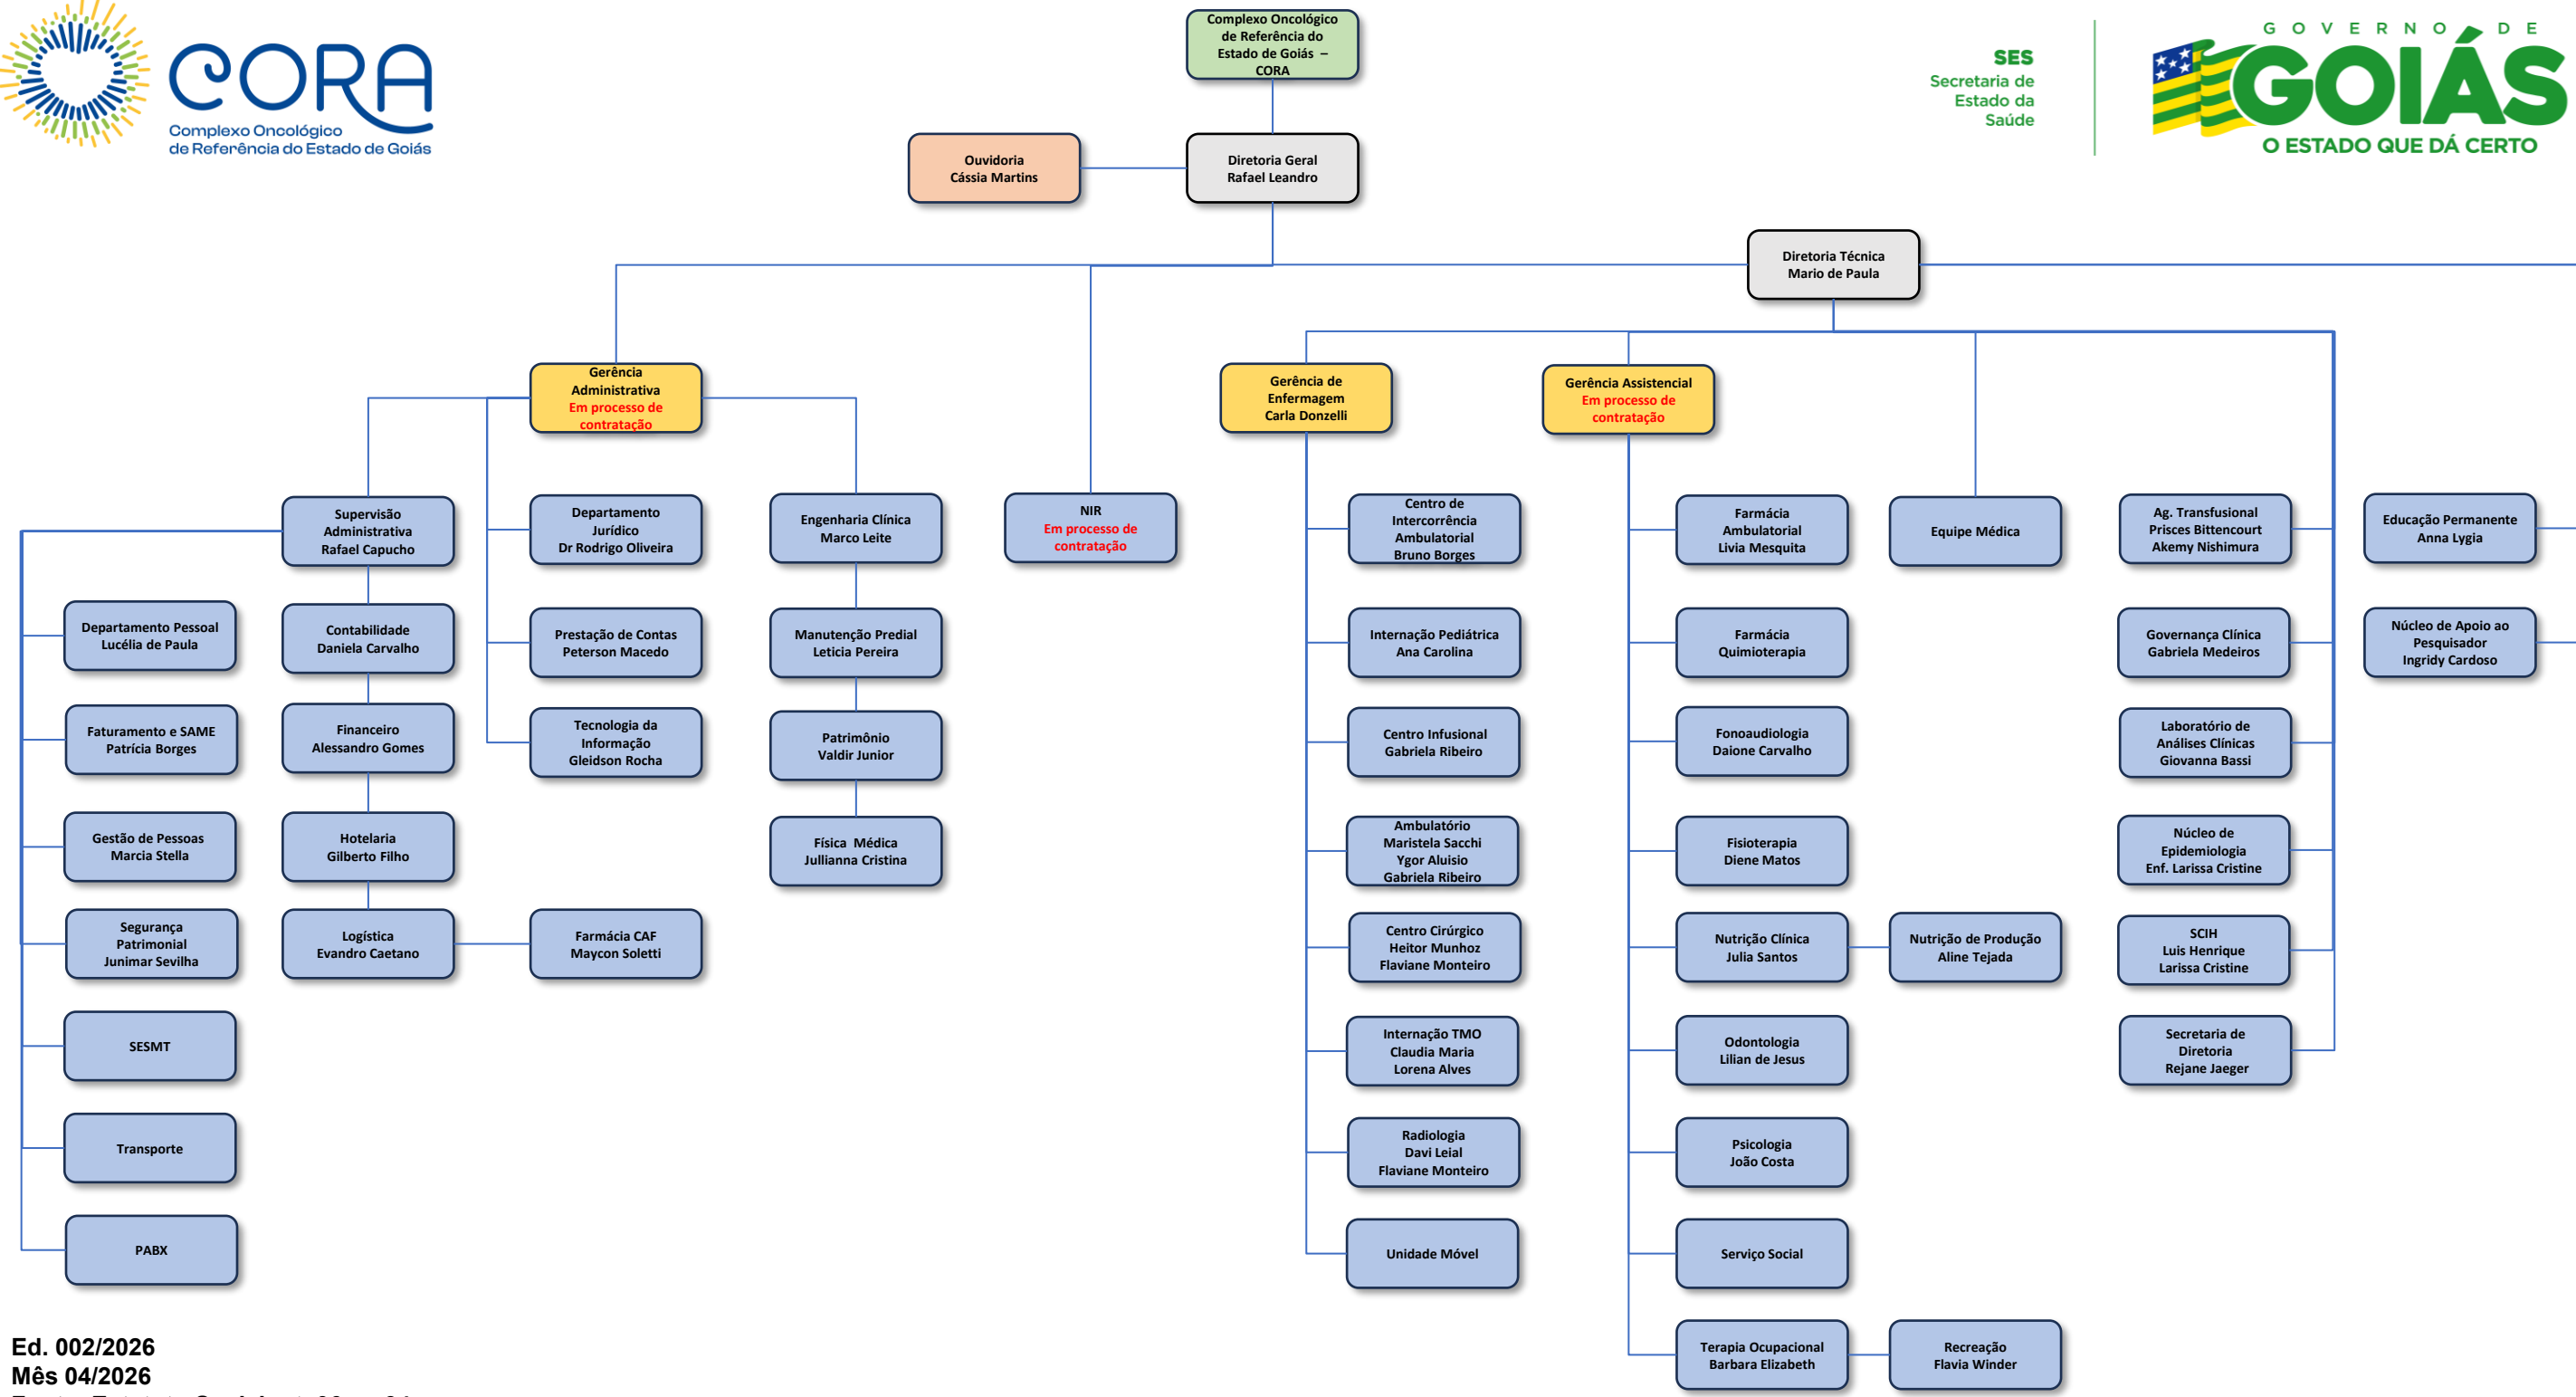 CORA
Complexo Oncológico
de Referência do Estado de Goiás
Complexo Oncológico
de Referência do
Estado de Goiás –
CORA
SES
Secretaria de
Estado da
Saúde
GOVERNO DE
GOIÁS
O ESTADO QUE DÁ CERTO
Ouvidoria
Cássia Martins
Diretoria Geral
Rafael Leandro
Diretoria Técnica
Mario de Paula
Gerência
Administrativa
Em processo de
contratação
Gerência de
Enfermagem
Carla Donzelli
Gerência Assistencial
Em processo de
contratação
Supervisão
Administrativa
Rafael Capucho
Departamento
Jurídico
Dr Rodrigo Oliveira
Engenharia Clínica
Marco Leite
NIR
Em processo de
contratação
Centro de
Intercorrência
Ambulatorial
Bruno Borges
Farmácia
Ambulatorial
Livia Mesquita
Equipe Médica
Ag. Transfusional
Prisces Bittencourt
Akemy Nishimura
Educação Permanente
Anna Lygia
Departamento Pessoal
Lucélia de Paula
Contabilidade
Daniela Carvalho
Prestação de Contas
Peterson Macedo
Manutenção Predial
Leticia Pereira
Internação Pediátrica
Ana Carolina
Farmácia
Quimioterapia
Governança Clínica
Gabriela Medeiros
Núcleo de Apoio ao
Pesquisador
Ingridy Cardoso
Faturamento e SAME
Patrícia Borges
Financeiro
Alessandro Gomes
Tecnologia da
Informação
Gleidson Rocha
Patrimônio
Valdir Junior
Centro Infusional
Gabriela Ribeiro
Fonoaudiologia
Daione Carvalho
Laboratório de
Análises Clínicas
Giovanna Bassi
Gestão de Pessoas
Marcia Stella
Hotelaria
Gilberto Filho
Física  Médica
Jullianna Cristina
Ambulatório
Maristela Sacchi
Ygor Aluisio
Gabriela Ribeiro
Fisioterapia
Diene Matos
Núcleo de
Epidemiologia
Enf. Larissa Cristine
Segurança
Patrimonial
Junimar Sevilha
Logística
Evandro Caetano
Farmácia CAF
Maycon Soletti
Centro Cirúrgico
Heitor Munhoz
Flaviane Monteiro
Nutrição Clínica
Julia Santos
Nutrição de Produção
Aline Tejada
SCIH
Luis Henrique
Larissa Cristine
SESMT
Internação TMO
Claudia Maria
Lorena Alves
Odontologia
Lilian de Jesus
Secretaria de
Diretoria
Rejane Jaeger
Transporte
Radiologia
Davi Leial
Flaviane Monteiro
Psicologia
João Costa
PABX
Unidade Móvel
Serviço Social
Terapia Ocupacional
Barbara Elizabeth
Recreação
Flavia Winder
Ed. 002/2026
Mês 04/2026